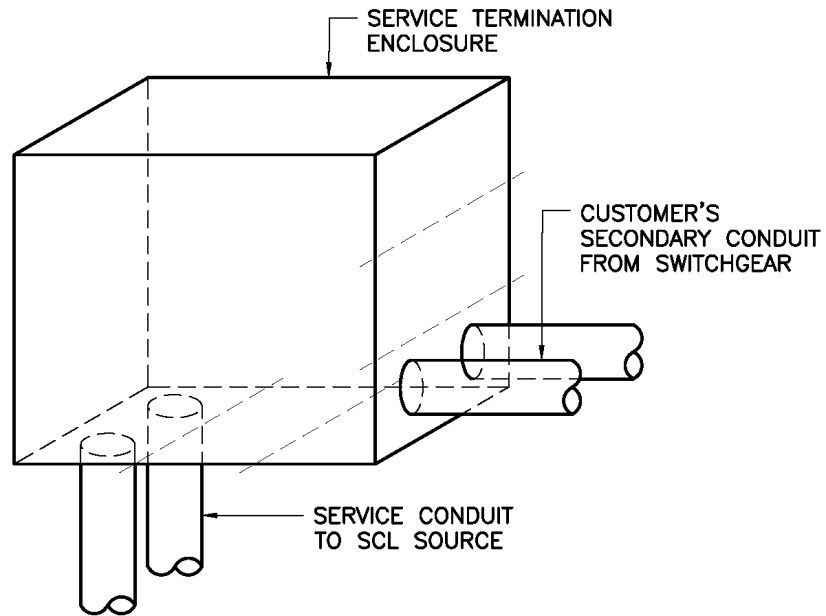 SERVICE TERMINATION
ENCLOSURE
CUSTOMER'S
SECONDARY CONDUIT
FROM SWITCHGEAR
SERVICE CONDUIT
TO SCL SOURCE